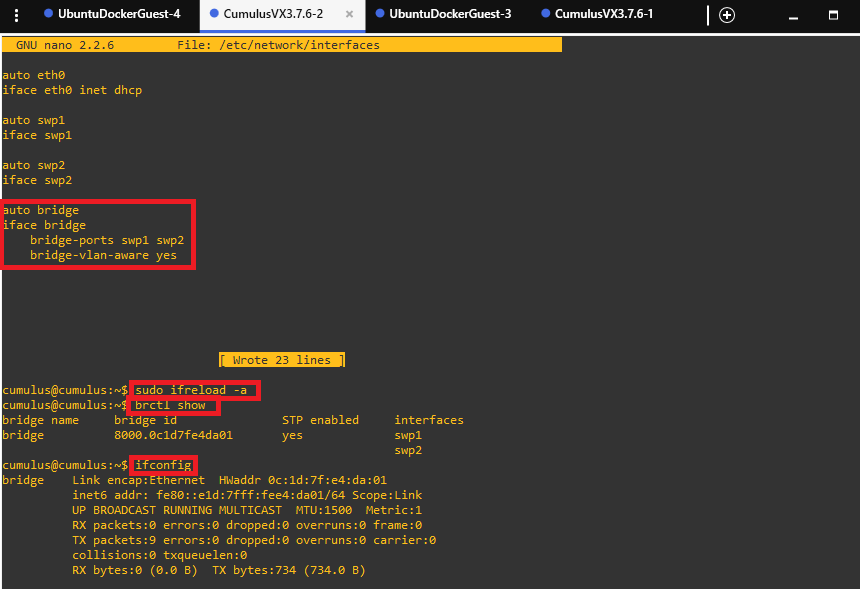 UbuntuDockerGuest-4 CumulusVX3.7.6-2 × UbuntuDockerGuest-3 CumulusVX3.7.6-1
GNU nano 2.2.6 File: /etc/network/interfaces
auto eth0
iface eth0 inet dhcp
auto swp1
iface swp1
auto swp2
iface swp2
auto bridge
iface bridge
bridge-ports swp1 swp2
bridge-vlan-aware yes
[ Wrote 23 lines ]
cumulus@cumulus:~$ sudo ifreload -a
cumulus@cumulus:~$ brctl show
bridge name bridge id STP enabled interfaces
bridge 8000.0c1d7fe4da01 yes swp1
swp2
cumulus@cumulus:~$ ifconfig
bridge Link encap:Ethernet HWaddr 0c:1d:7f:e4:da:01
inet6 addr: fe80::e1d:7fff:fee4:da01/64 Scope:Link
UP BROADCAST RUNNING MULTICAST MTU:1500 Metric:1
RX packets:0 errors:0 dropped:0 overruns:0 frame:0
TX packets:9 errors:0 dropped:0 overruns:0 carrier:0
collisions:0 txqueuelen:0
RX bytes:0 (0.0 B) TX bytes:734 (734.0 B)